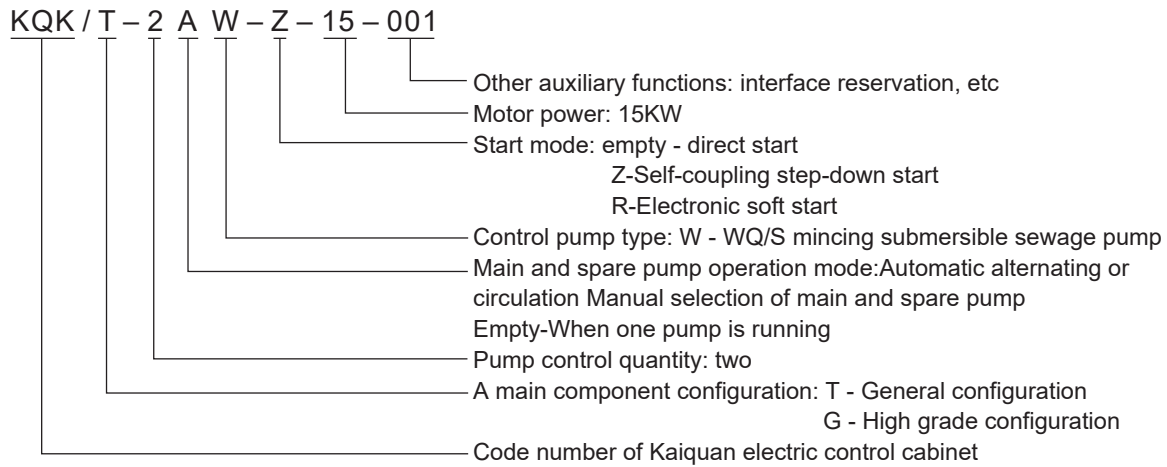 KQK / T – 2 A W – Z – 15 – 001
Other auxiliary functions: interface reservation, etc
Motor power: 15KW
Start mode: empty - direct start
Z-Self-coupling step-down start
R-Electronic soft start
Control pump type: W - WQ/S mincing submersible sewage pump
Main and spare pump operation mode:Automatic alternating or
circulation Manual selection of main and spare pump
Empty-When one pump is running
Pump control quantity: two
A main component configuration: T - General configuration
G - High grade configuration
Code number of Kaiquan electric control cabinet